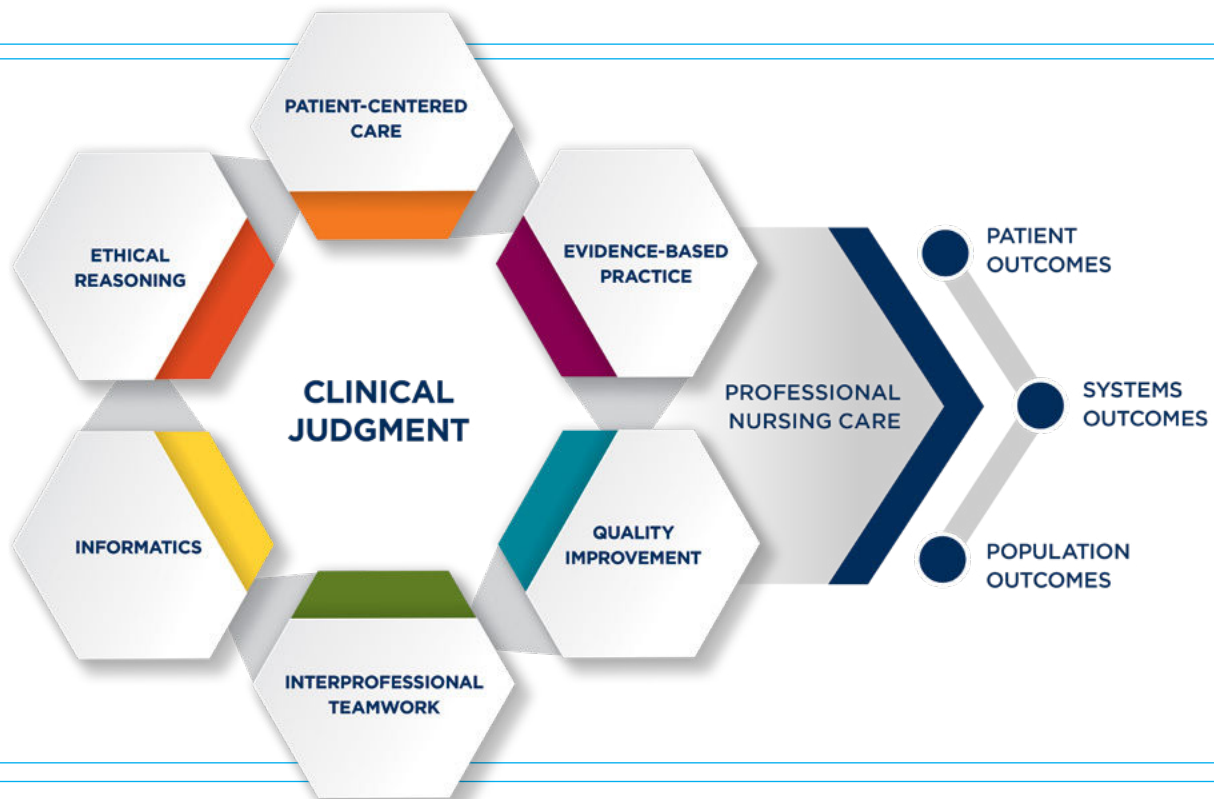 PATIENT-CENTERED
CARE
ETHICAL
REASONING
EVIDENCE-BASED
PRACTICE
CLINICAL
JUDGMENT
INFORMATICS
QUALITY
IMPROVEMENT
INTERPROFESSIONAL
TEAMWORK
PROFESSIONAL
NURSING CARE
PATIENT
OUTCOMES
SYSTEMS
OUTCOMES
POPULATION
OUTCOMES